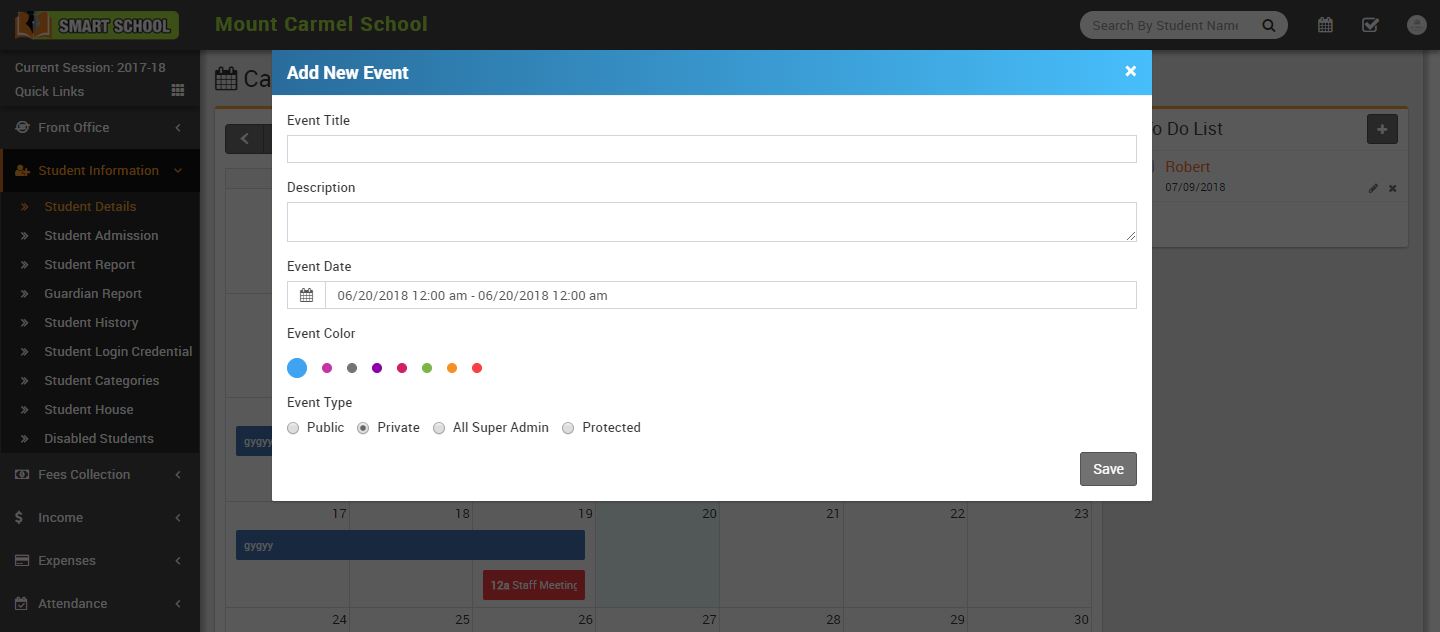 SMART SCHOOL
Mount Carmel School
Search By Student Name
Current Session: 2017-18
Quick Links
Front Office
Student Information
Student Details
Student Admission
Student Report
Guardian Report
Student History
Student Login Credential
Student Categories
Student House
Disabled Students
Fees Collection
Income
Expenses
Attendance
Add New Event
×
Event Title
Description
Event Date
06/20/2018 12:00 am - 06/20/2018 12:00 am
Event Color
Event Type
Public Private All Super Admin Protected
Save
Ca
o Do List
+
Robert
07/09/2018
gygyy
17 18 19 20 21 22 23
gygyy
12a Staff Meeting
24 25 26 27 28 29 30